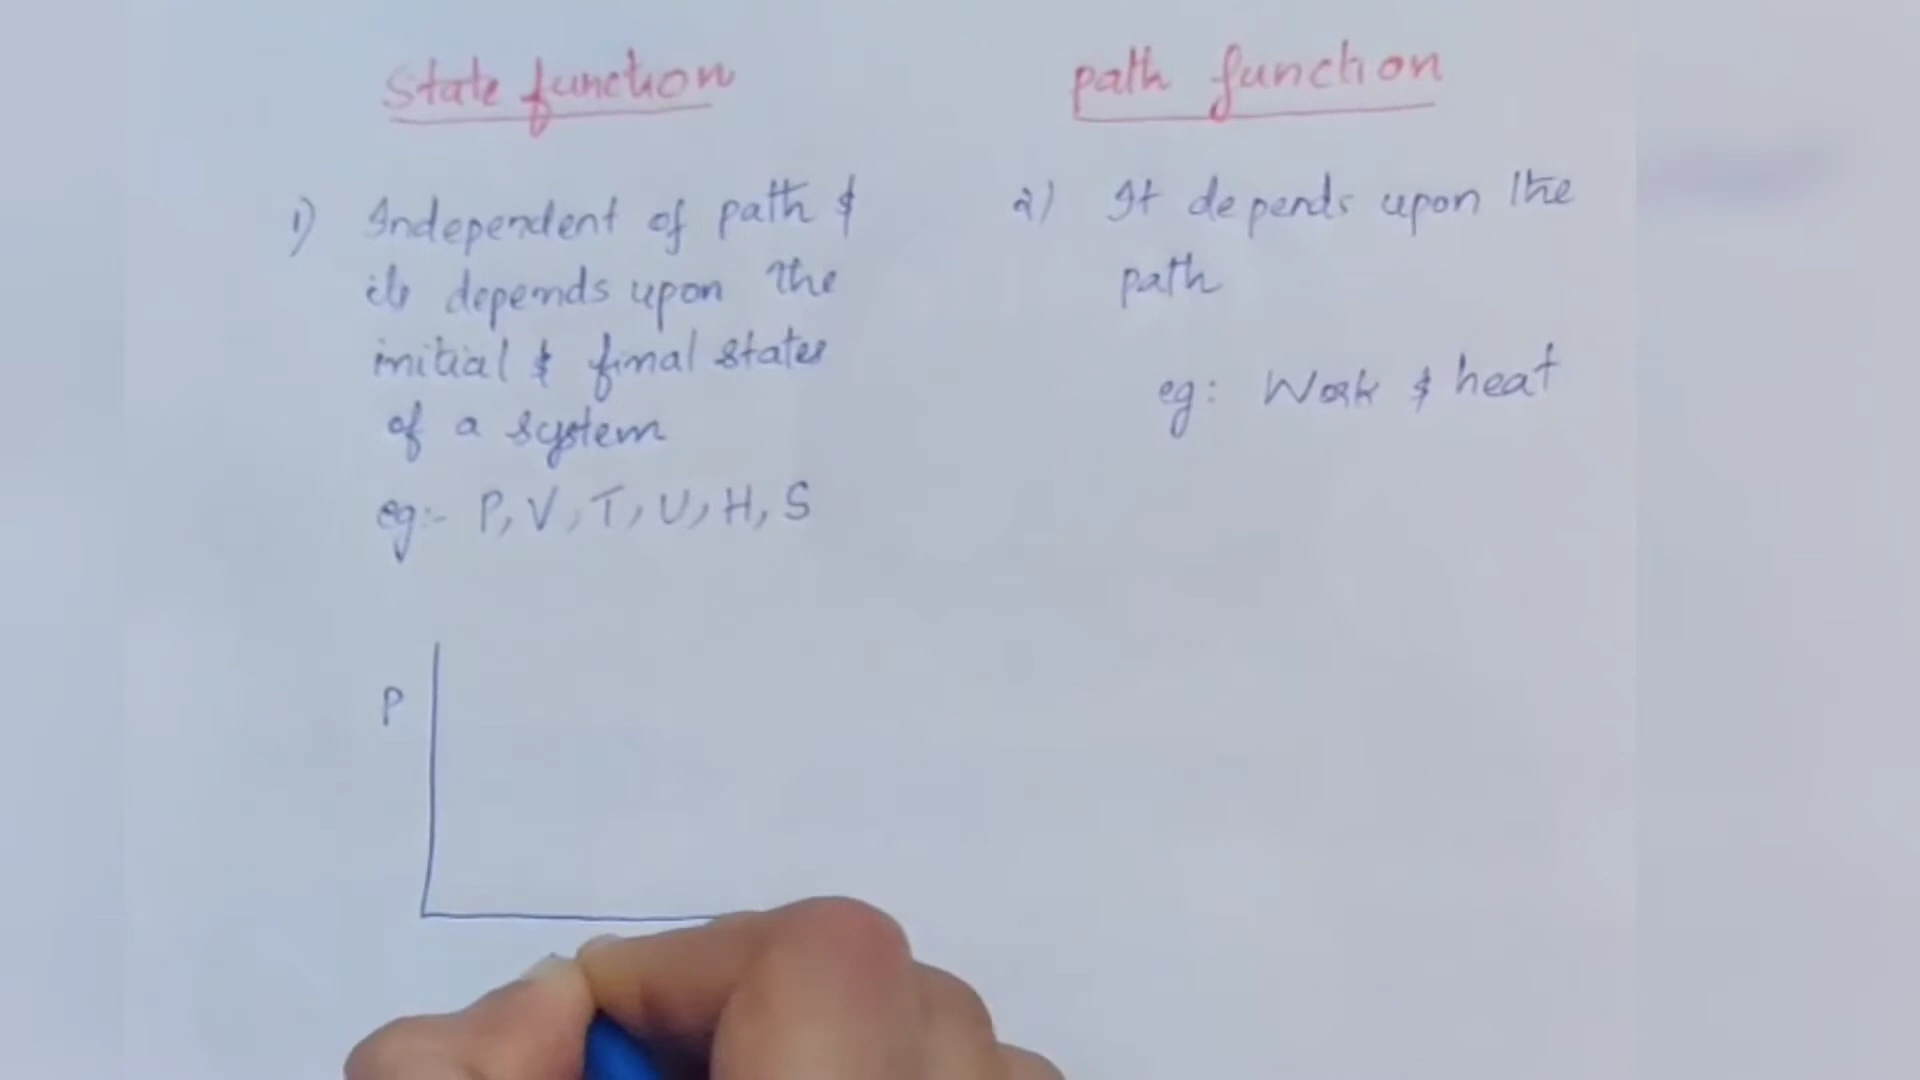 State function
1) Independent of path &
its depends upon the
initial & final states
of a system
eg:- P, V, T, U, H, S
P
path function
2) It depends upon the
path
eg: Work & heat